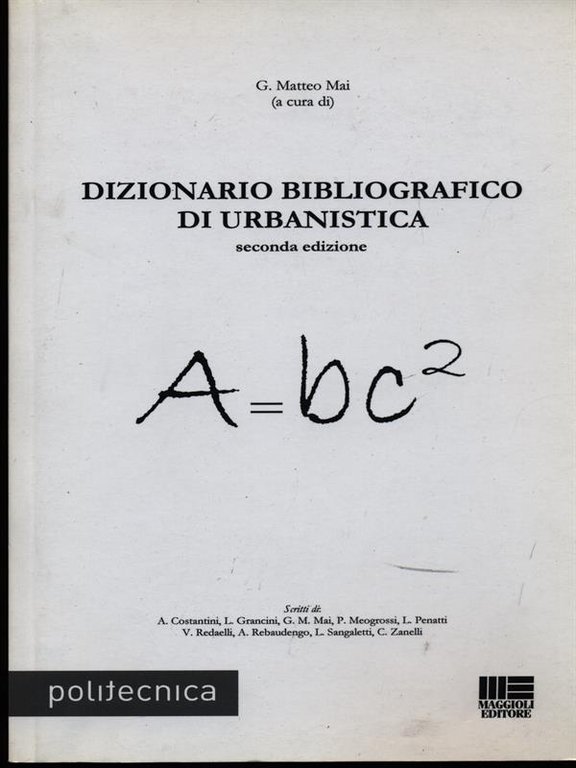 G. Matteo Mai
(a cura di)
DIZIONARIO BIBLIOGRAFICO
DI URBANISTICA
seconda edizione
A = bc²
Scritti di:
A. Costantini, L. Grancini, G. M. Mai, P. Meogrossi, L. Penatti
V. Redaelli, A. Rebaudengo, L. Sangaletti, C. Zanelli
politecnica
MAGGIOLI
EDITORE